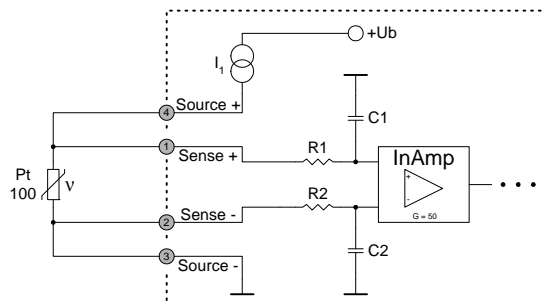 +Ub
I1
4 Source +
C1
1 Sense +
R1
InAmp
Pt
100
ν
+
-
G = 50
2 Sense -
R2
3 Source -
C2